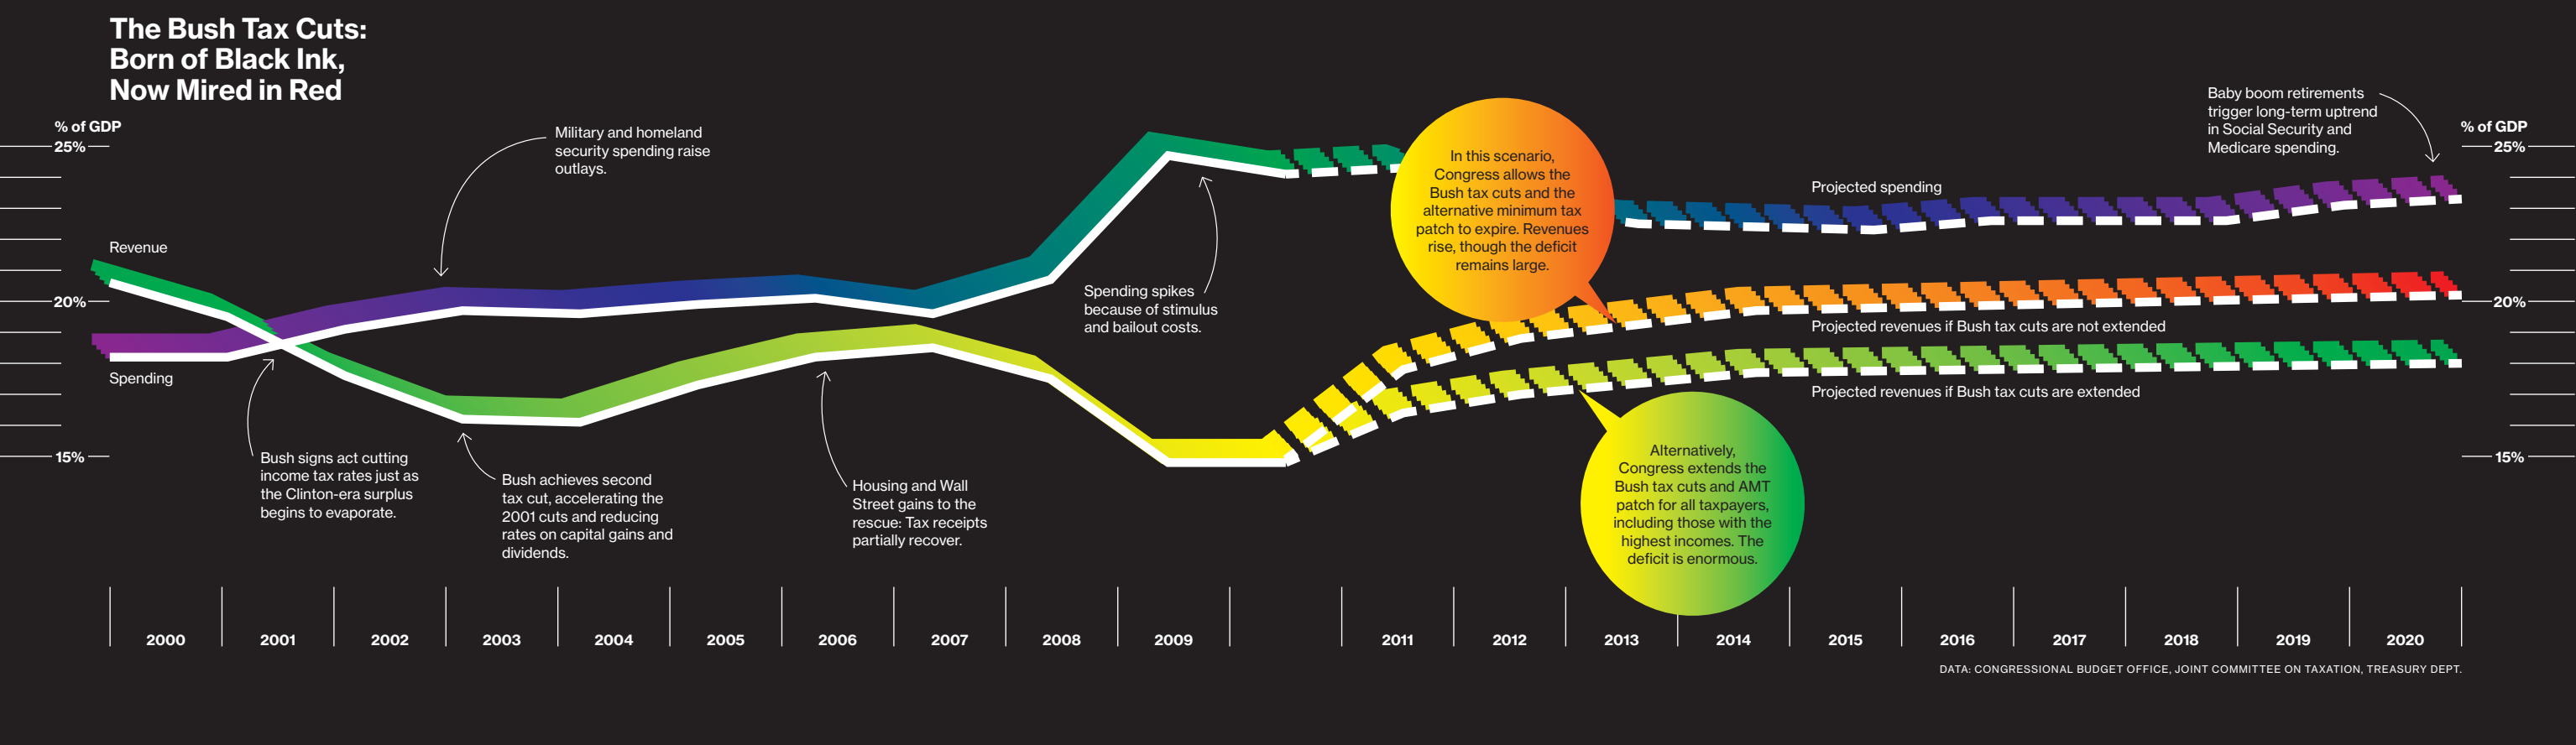 The Bush Tax Cuts:
Born of Black Ink,
Now Mired in Red
% of GDP
25%
20%
15%
Revenue
Spending
Military and homeland
security spending raise
outlays.
Bush signs act cutting
income tax rates just as
the Clinton-era surplus
begins to evaporate.
Bush achieves second
tax cut, accelerating the
2001 cuts and reducing
rates on capital gains and
dividends.
Housing and Wall
Street gains to the
rescue: Tax receipts
partially recover.
Spending spikes
because of stimulus
and bailout costs.
In this scenario,
Congress allows the
Bush tax cuts and the
alternative minimum tax
patch to expire. Revenues
rise, though the deficit
remains large.
Alternatively,
Congress extends the
Bush tax cuts and AMT
patch for all taxpayers,
including those with the
highest incomes. The
deficit is enormous.
Projected spending
Projected revenues if Bush tax cuts are not extended
Projected revenues if Bush tax cuts are extended
Baby boom retirements
trigger long-term uptrend
in Social Security and
Medicare spending.
% of GDP
25%
20%
15%
2000 2001 2002 2003 2004 2005 2006 2007 2008 2009 2011 2012 2013 2014 2015 2016 2017 2018 2019 2020
DATA: CONGRESSIONAL BUDGET OFFICE, JOINT COMMITTEE ON TAXATION, TREASURY DEPT.